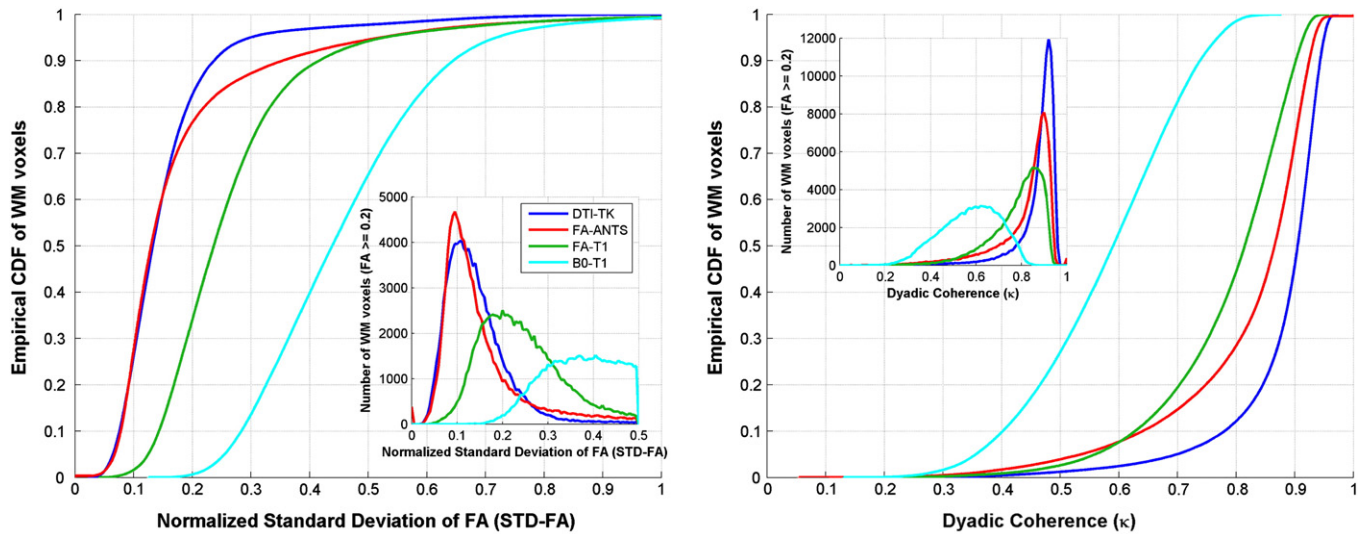 Empirical CDF of WM voxels
1
0.9
0.8
0.7
0.6
0.5
0.4
0.3
0.2
0.1
0
0 0.1 0.2 0.3 0.4 0.5 0.6 0.7 0.8 0.9 1
Normalized Standard Deviation of FA (STD-FA)
Number of WM voxels (FA >= 0.2)
5000
4000
3000
2000
1000
0
0 0.1 0.2 0.3 0.4 0.5
Normalized Standard Deviation of FA (STD-FA)
DTI-TK
FA-ANTS
FA-T1
B0-T1
Empirical CDF of WM voxels
1
0.9
0.8
0.7
0.6
0.5
0.4
0.3
0.2
0.1
0
0 0.1 0.2 0.3 0.4 0.5 0.6 0.7 0.8 0.9 1
Dyadic Coherence (κ)
Number of WM voxels (FA >= 0.2)
12000
10000
8000
6000
4000
2000
0
0 0.2 0.4 0.6 0.8 1
Dyadic Coherence (κ)